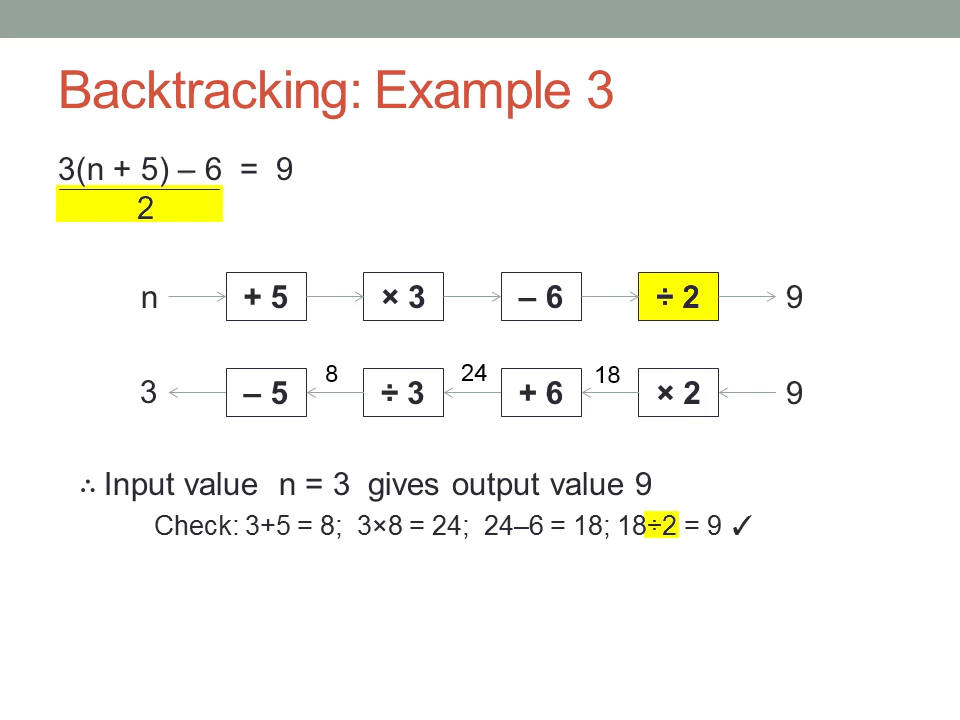 Backtracking: Example 3
3(n + 5) – 6 = 9
2
n + 5 × 3 – 6 ÷ 2 9
8 24 18
3 – 5 ÷ 3 + 6 × 2 9
∴ Input value n = 3 gives output value 9
Check: 3+5 = 8; 3×8 = 24; 24–6 = 18; 18÷2 = 9 ✓